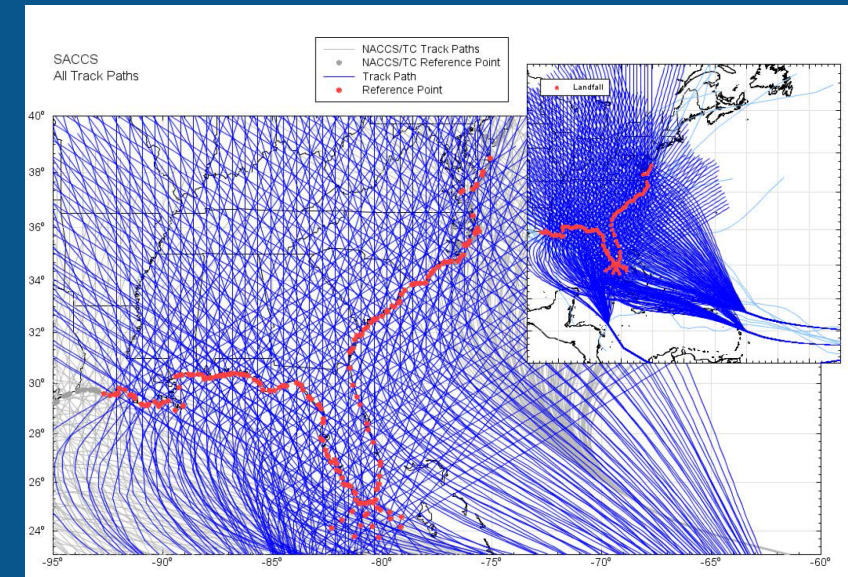 SACCS
All Track Paths
NACCS/TC Track Paths
NACCS/TC Reference Point
Track Path
Reference Point
Landfall
40°
38°
36°
34°
32°
30°
28°
26°
24°
-95°
-90°
-85°
-80°
-75°
-70°
-65°
-60°